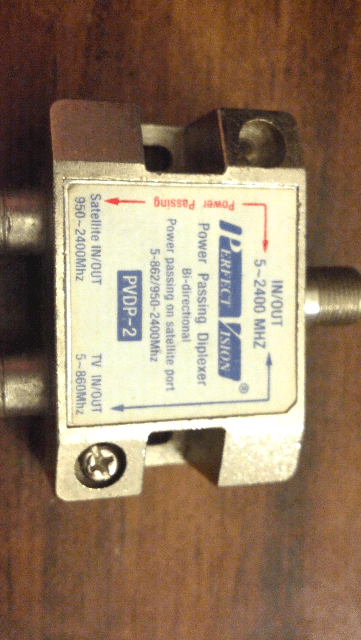 IN/OUT
5~2400 MHZ
Power Passing
PERFECT VISION®
Power Passing Diplexer
Bi-directional
Power passing on satellite port
5-862/950-2400Mhz
PVDP-2
Satellite IN/OUT
950~2400Mhz
TV IN/OUT
5~860Mhz